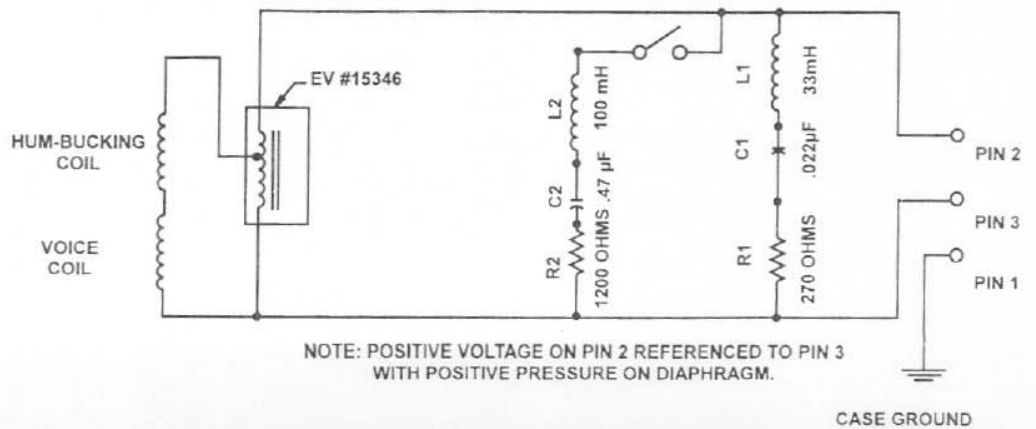 EV #15346
HUM-BUCKING
COIL
VOICE
COIL
L2
100 mH
C2
.47 µF
R2
1200 OHMS
L1
33mH
C1
.022µF
R1
270 OHMS
PIN 2
PIN 3
PIN 1
NOTE: POSITIVE VOLTAGE ON PIN 2 REFERENCED TO PIN 3
WITH POSITIVE PRESSURE ON DIAPHRAGM.
CASE GROUND